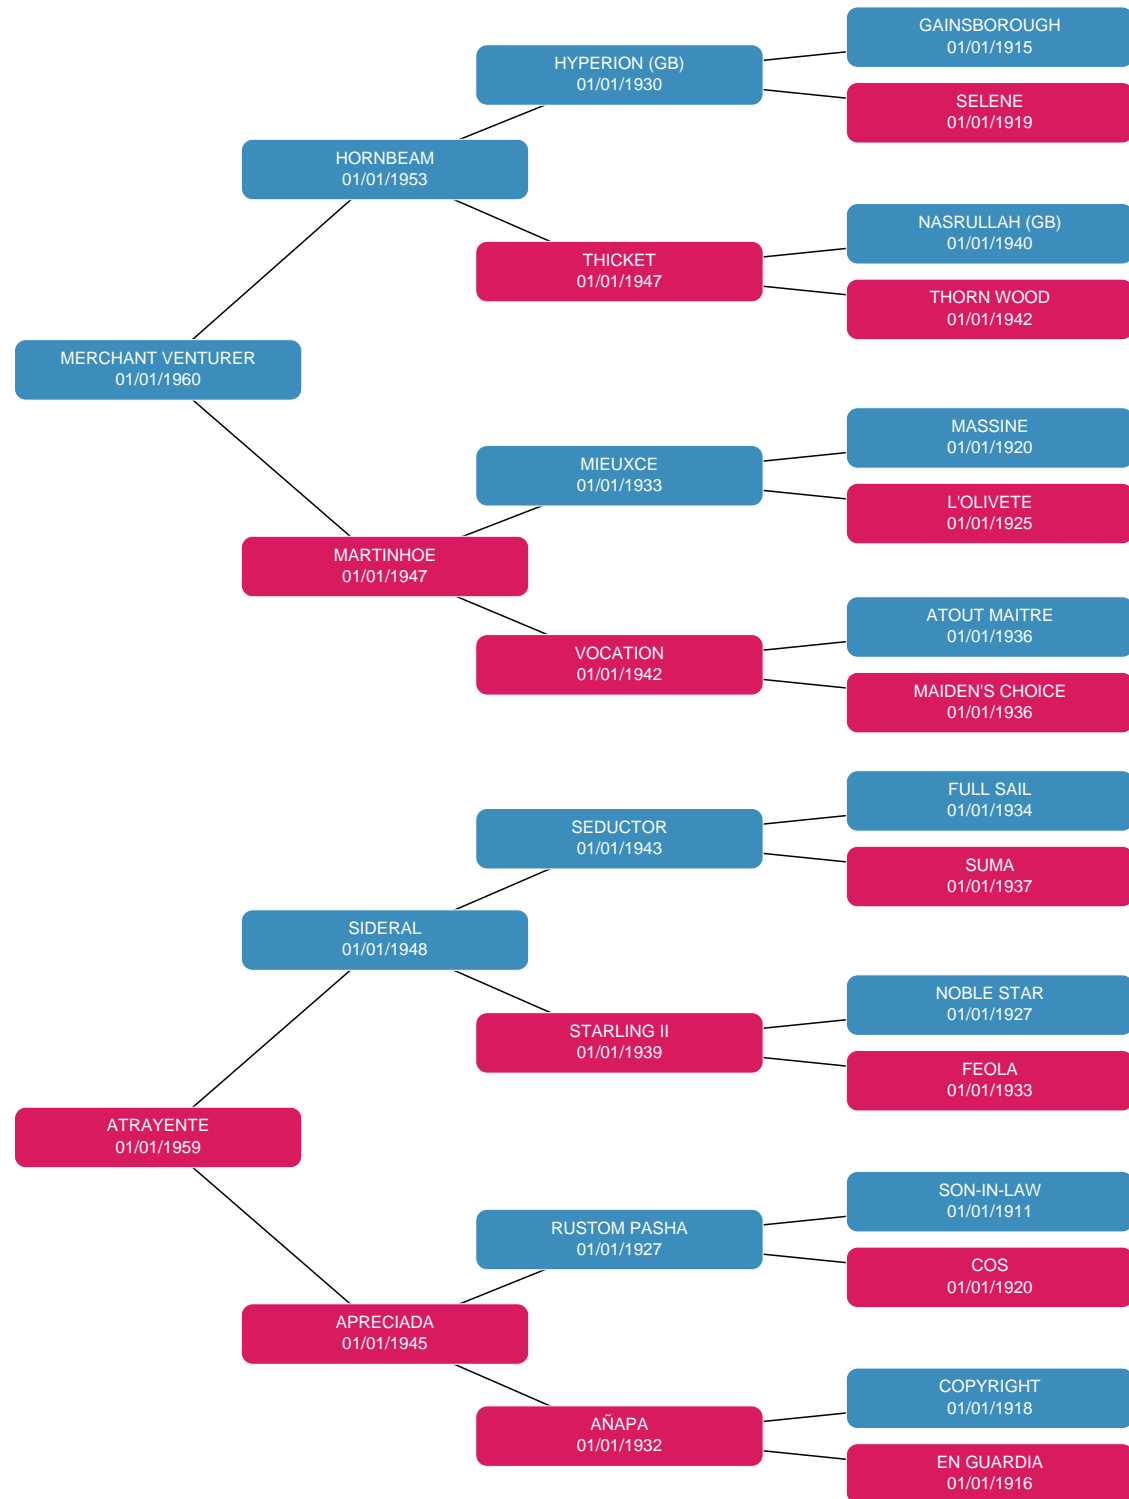 GAINSBOROUGH
01/01/1915
HYPERION (GB)
01/01/1930
SELENE
01/01/1919
HORNBEAM
01/01/1953
NASRULLAH (GB)
01/01/1940
THICKET
01/01/1947
THORN WOOD
01/01/1942
MERCHANT VENTURER
01/01/1960
MASSINE
01/01/1920
MIEUXCE
01/01/1933
L'OLIVETE
01/01/1925
MARTINHOE
01/01/1947
ATOUT MAITRE
01/01/1936
VOCATION
01/01/1942
MAIDEN'S CHOICE
01/01/1936
FULL SAIL
01/01/1934
SEDUCTOR
01/01/1943
SUMA
01/01/1937
SIDERAL
01/01/1948
NOBLE STAR
01/01/1927
STARLING II
01/01/1939
FEOLA
01/01/1933
ATRAYENTE
01/01/1959
SON-IN-LAW
01/01/1911
RUSTOM PASHA
01/01/1927
COS
01/01/1920
APRECIADA
01/01/1945
COPYRIGHT
01/01/1918
AÑAPA
01/01/1932
EN GUARDIA
01/01/1916